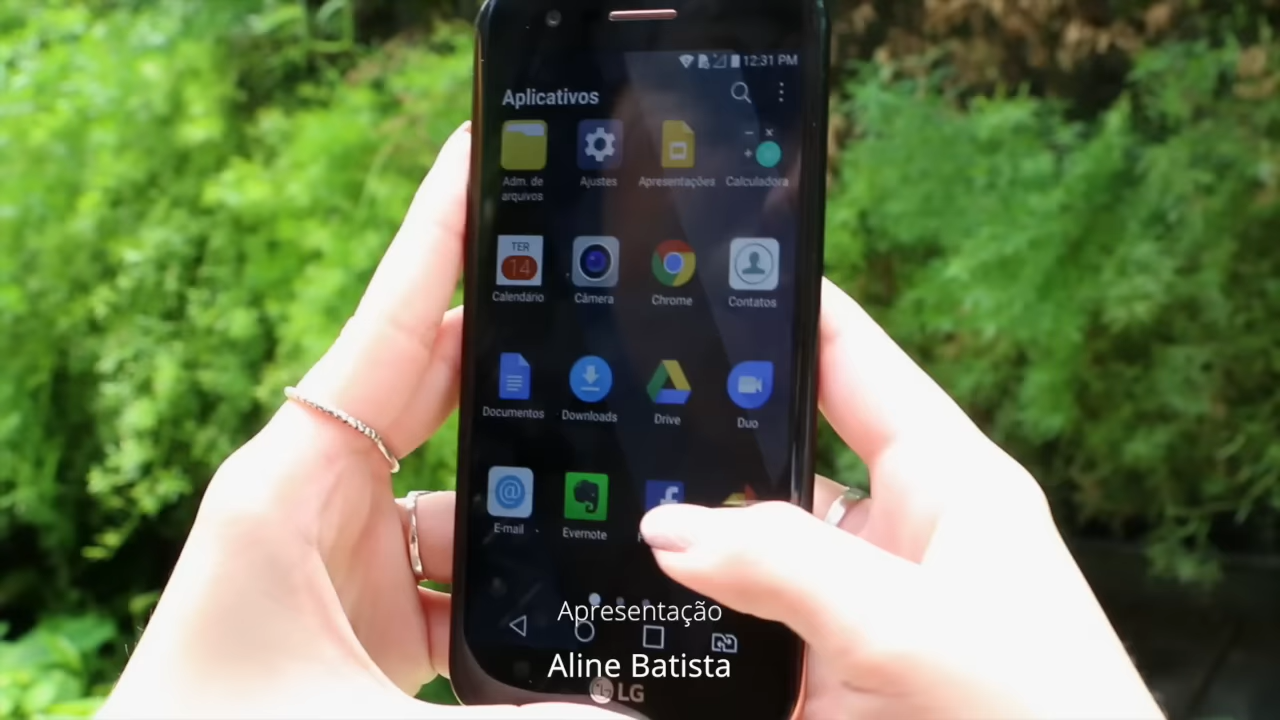 12:31 PM
Aplicativos
Adm. de
arquivos
Ajustes
Apresentações
Calculadora
TER
14
Calendário
Câmera
Chrome
Contatos
Documentos
Downloads
Drive
Duo
E-mail
Evernote
Apresentação
Aline Batista
LG